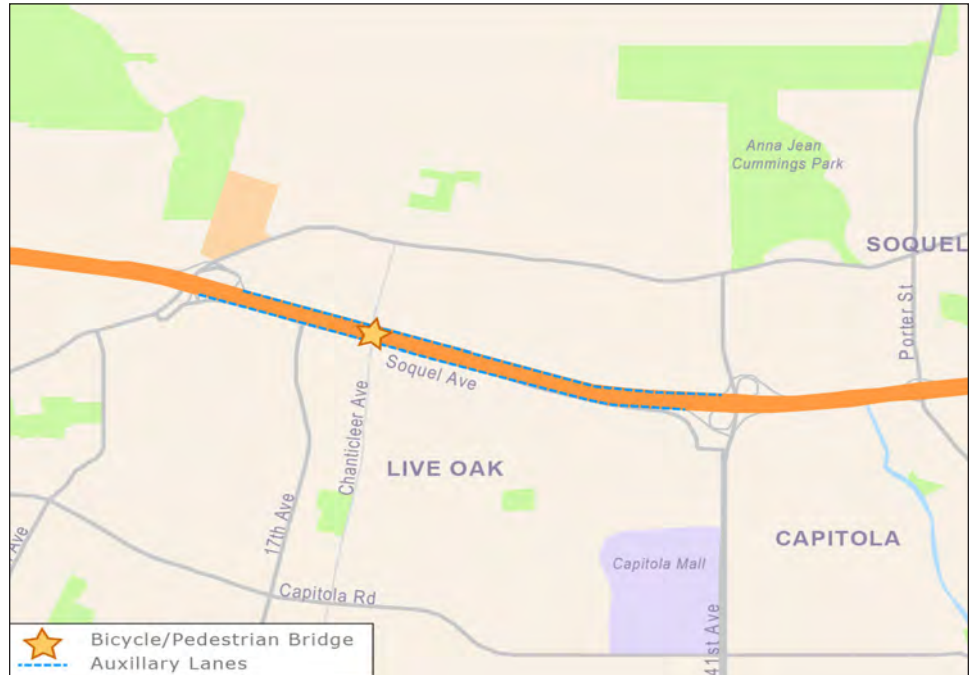 Anna Jean
Cummings Park
SOQUEL
Porter St
Soquel Ave
Chanticleer Ave
LIVE OAK
17th Ave
Ave
CAPITOLA
Capitola Mall
Capitola Rd
41st Ave
Bicycle/Pedestrian Bridge
Auxillary Lanes